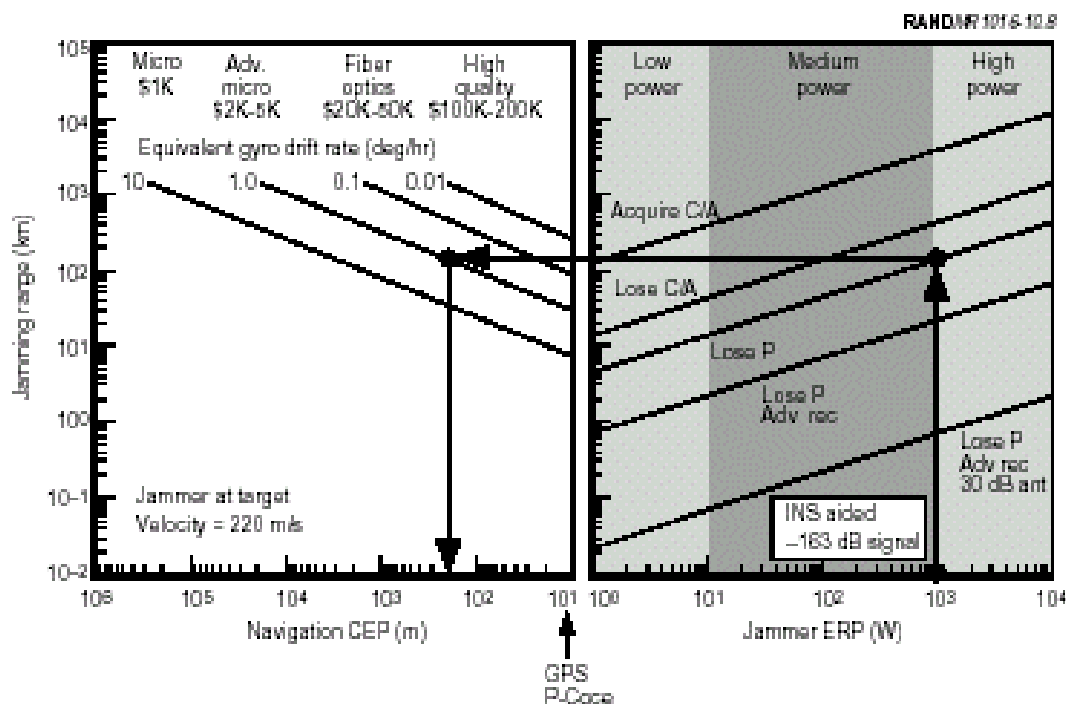 RAND MR 1016-10.8
Micro
$1K
Adv.
micro
$2K-5K
Fiber
optics
$20K-50K
High
quality
$100K-200K
Equivalent gyro drift rate (deg/hr)
10
1.0
0.1
0.01
Jammer at target
Velocity = 220 m/s
Jamming range (km)
10⁵
10⁴
10³
10²
10¹
10⁰
10–¹
10–²
10⁶
10⁵
10⁴
10³
10²
10¹
Navigation CEP (m)
GPS
P-Code
Low
power
Medium
power
High
power
Acquire C/A
Lose C/A
Lose P
Lose P
Adv rec
Lose P
Adv rec
30 dB ant
INS aided
–163 dB signal
10⁰
10¹
10²
10³
10⁴
Jammer ERP (W)